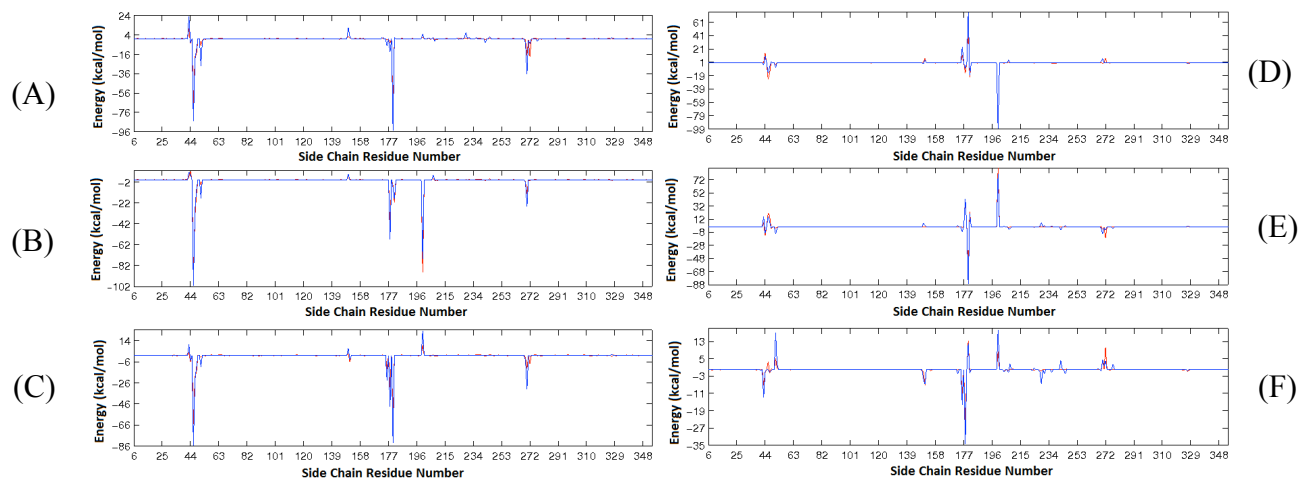 (A)
Energy (kcal/mol)
24
4
−16
−36
−56
−76
−96
6 25 44 63 82 101 120 139 158 177 196 215 234 253 272 291 310 329 348
Side Chain Residue Number
(B)
Energy (kcal/mol)
−2
−22
−42
−62
−82
−102
6 25 44 63 82 101 120 139 158 177 196 215 234 253 272 291 310 329 348
Side Chain Residue Number
(C)
Energy (kcal/mol)
14
−6
−26
−46
−66
−86
6 25 44 63 82 101 120 139 158 177 196 215 234 253 272 291 310 329 348
Side Chain Residue Number
(D)
Energy (kcal/mol)
61
41
21
1
−19
−39
−59
−79
−99
6 25 44 63 82 101 120 139 158 177 196 215 234 253 272 291 310 329 348
Side Chain Residue Number
(E)
Energy (kcal/mol)
72
52
32
12
−8
−28
−48
−68
−88
6 25 44 63 82 101 120 139 158 177 196 215 234 253 272 291 310 329 348
Side Chain Residue Number
(F)
Energy (kcal/mol)
13
5
−3
−11
−19
−27
−35
6 25 44 63 82 101 120 139 158 177 196 215 234 253 272 291 310 329 348
Side Chain Residue Number